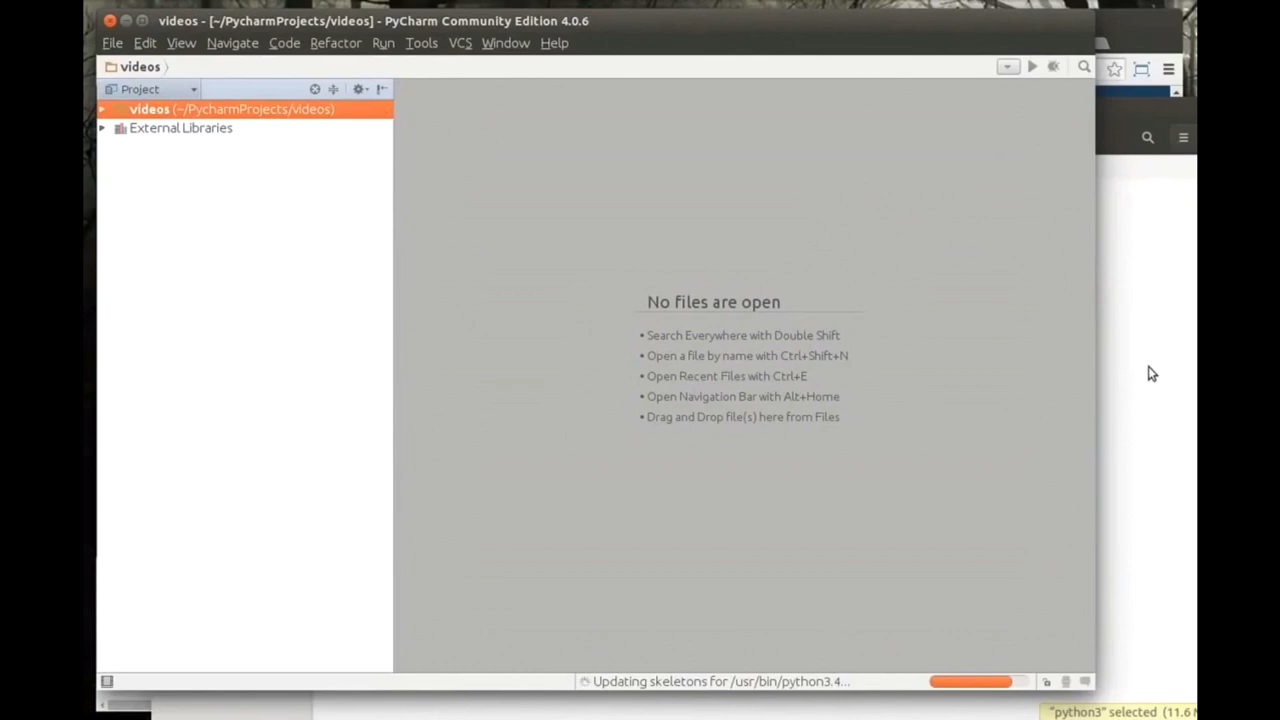 videos - [~/PycharmProjects/videos] - PyCharm Community Edition 4.0.6
File Edit View Navigate Code Refactor Run Tools VCS Window Help
videos
Project
videos (~/PycharmProjects/videos)
External Libraries
No files are open
• Search Everywhere with Double Shift
• Open a file by name with Ctrl+Shift+N
• Open Recent Files with Ctrl+E
• Open Navigation Bar with Alt+Home
• Drag and Drop file(s) here from Files
Updating skeletons for /usr/bin/python3.4...
"python3" selected (11.6